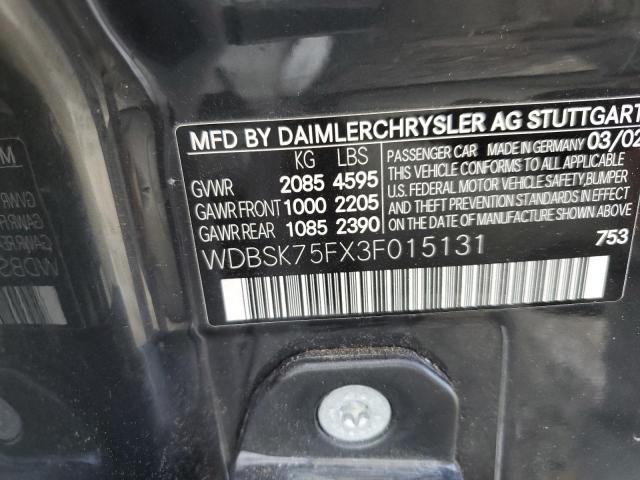 MFD BY DAIMLERCHRYSLER AG STUTTGART
KG LBS
GVWR 2085 4595
GAWR FRONT 1000 2205
GAWR REAR 1085 2390
PASSENGER CAR MADE IN GERMANY 03/02
THIS VEHICLE CONFORMS TO ALL APPLICABLE
U.S. FEDERAL MOTOR VEHICLE SAFETY,BUMPER
AND THEFT PREVENTION STANDARDS IN EFFECT
ON THE DATE OF MANUFACTURE SHOWN ABOVE
WDBSK75FX3F015131
753